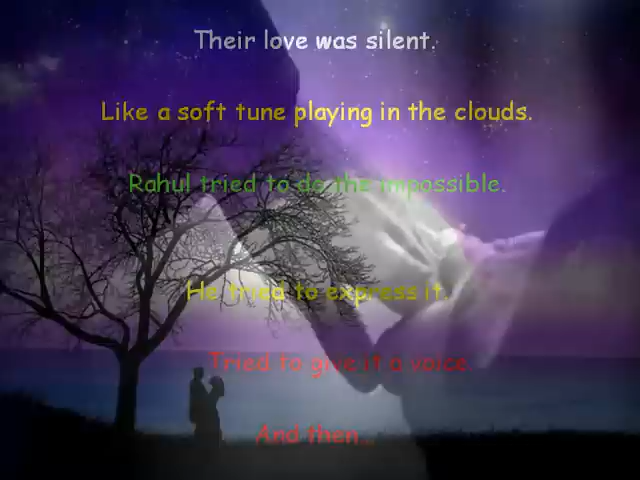 Their love was silent.
Like a soft tune playing in the clouds.
Rahul tried to do the impossible.
He tried to express it.
Tried to give it a voice.
And then...